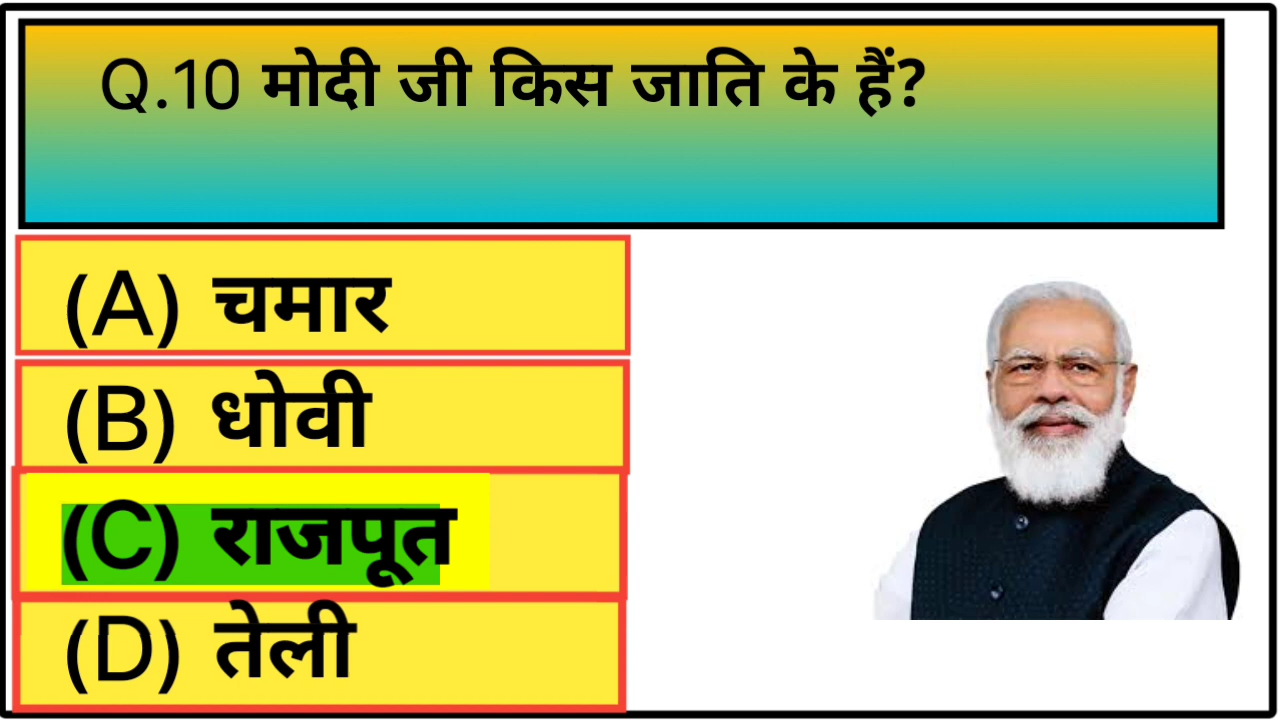 Q.10 मोदी जी किस जाति के हैं?
(A) चमार
(B) धोवी
(C) राजपूत
(D) तेली